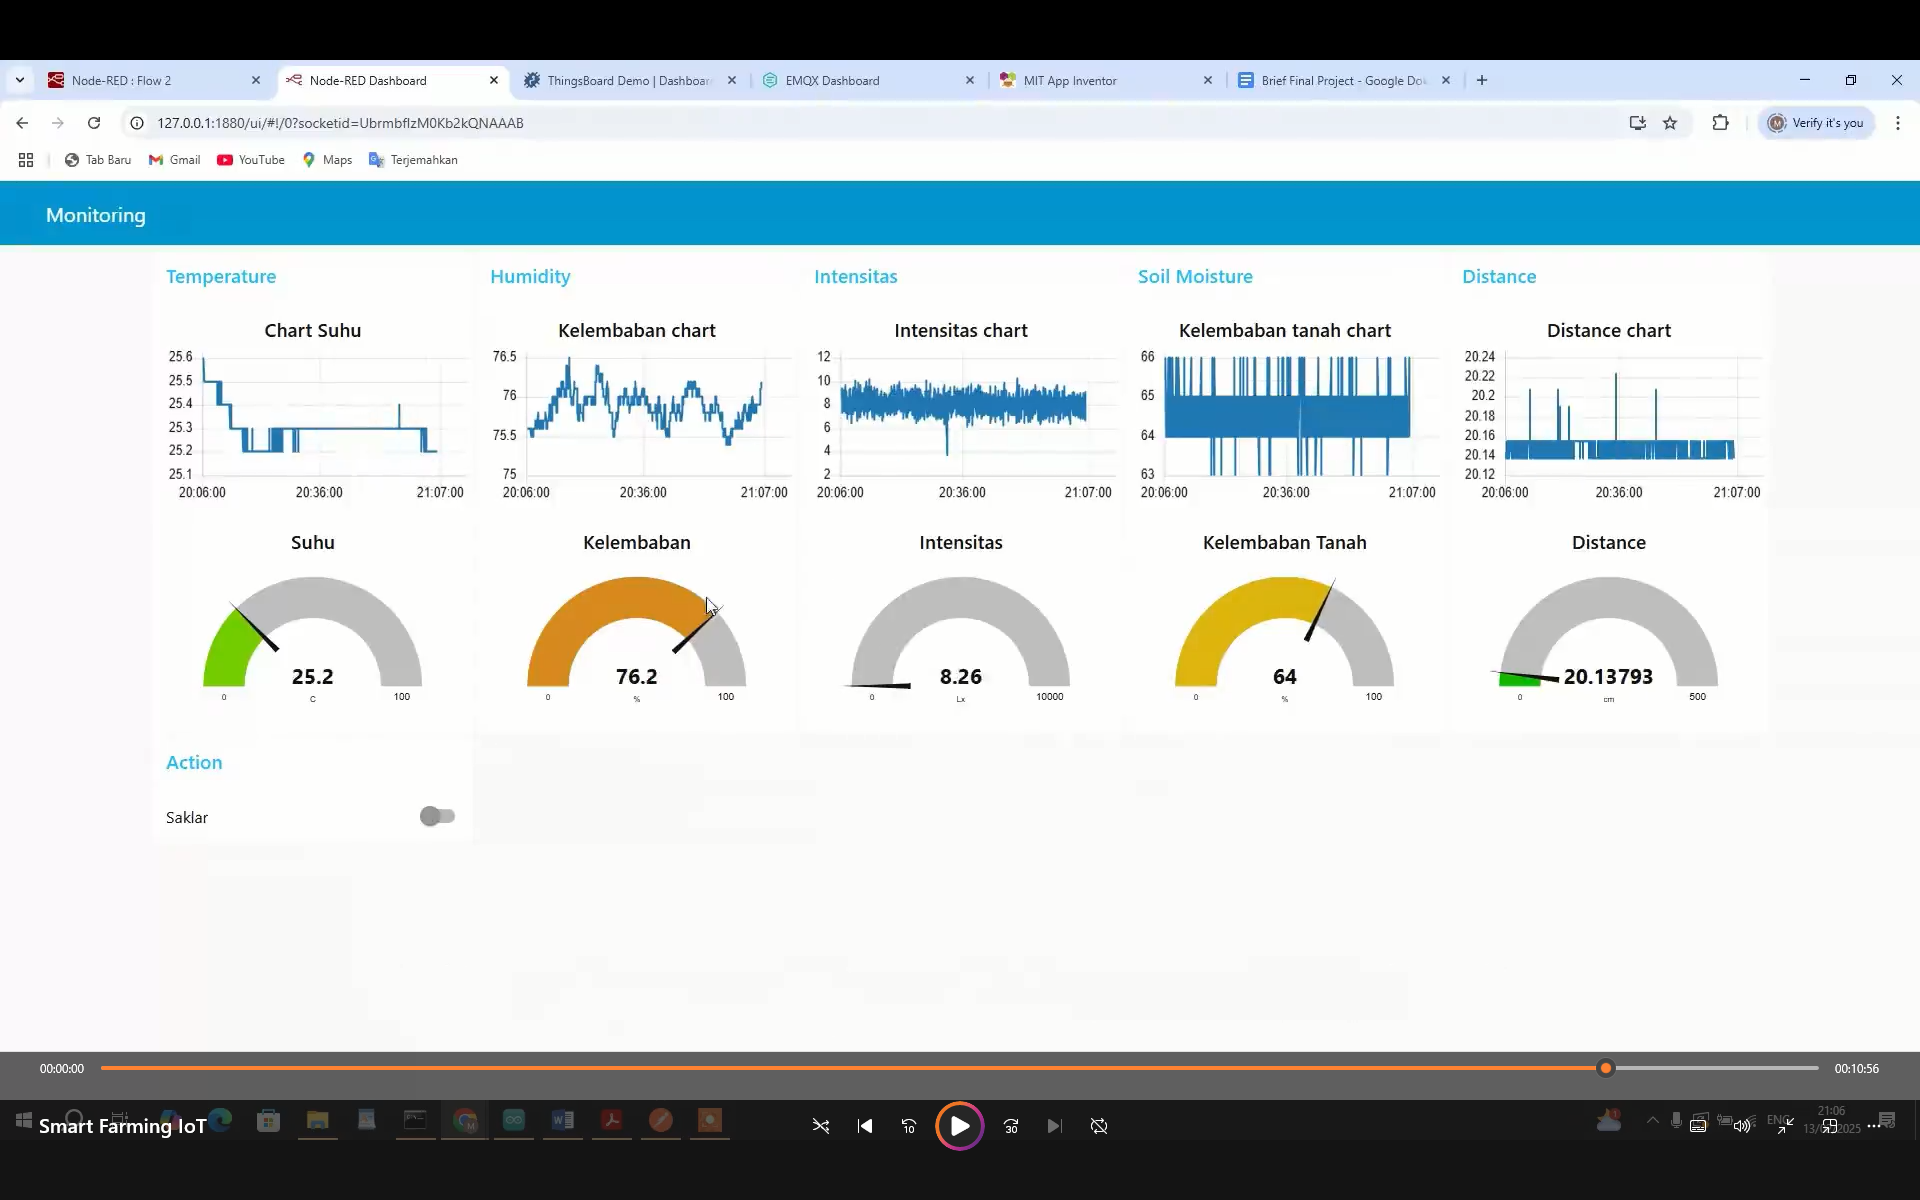 Node-RED : Flow 2
Node-RED Dashboard
ThingsBoard Demo | Dashboar
EMQX Dashboard
MIT App Inventor
Brief Final Project - Google Do
127.0.0.1:1880/ui/#!/0?socketid=UbrmbflzM0Kb2kQNAAAB
Verify it's you
Tab Baru
Gmail
YouTube
Maps
Terjemahkan
Monitoring
Temperature
Humidity
Intensitas
Soil Moisture
Distance
Chart Suhu
Kelembaban chart
Intensitas chart
Kelembaban tanah chart
Distance chart
25.6
25.5
25.4
25.3
25.2
25.1
20:06:00 20:36:00 21:07:00
76.5
76
75.5
75
20:06:00 20:36:00 21:07:00
12
10
8
6
4
2
20:06:00 20:36:00 21:07:00
66
65
64
63
20:06:00 20:36:00 21:07:00
20.24
20.22
20.2
20.18
20.16
20.14
20.12
20:06:00 20:36:00 21:07:00
Suhu
Kelembaban
Intensitas
Kelembaban Tanah
Distance
25.2
0 C 100
76.2
0 % 100
8.26
0 Lx 10000
64
0 % 100
20.13793
0 cm 500
Action
Saklar
00:00:00
00:10:56
Smart Farming IoT
10
30
ENG
21:06